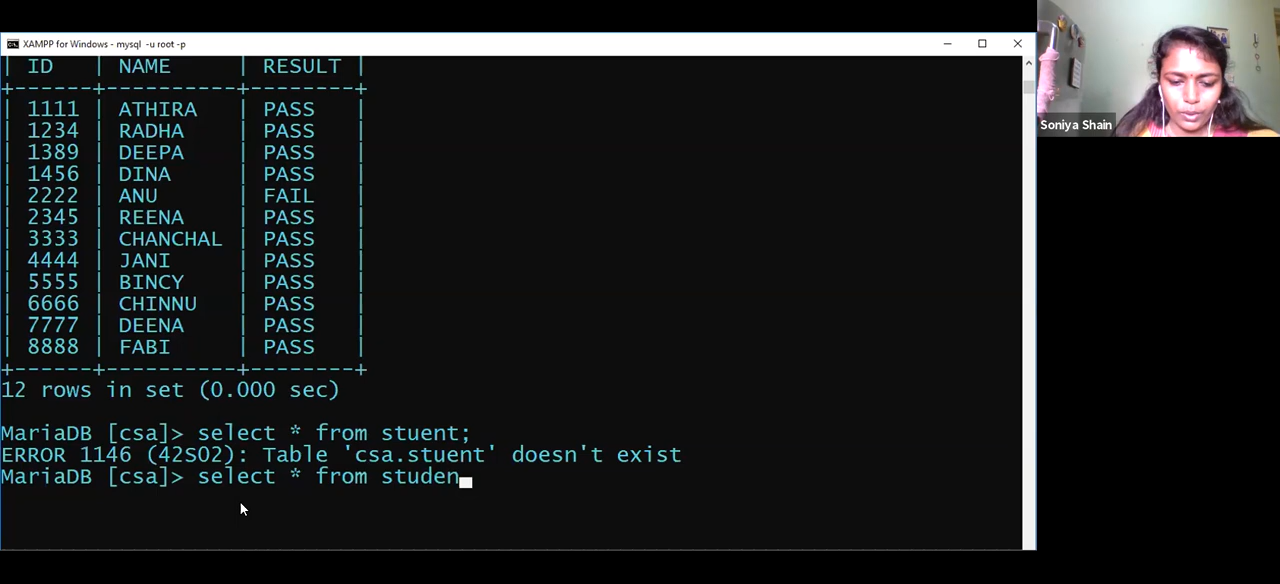 XAMPP for Windows - mysql -u root -p
| ID | NAME | RESULT |
+------+----------+--------+
| 1111 | ATHIRA | PASS |
| 1234 | RADHA | PASS |
| 1389 | DEEPA | PASS |
| 1456 | DINA | PASS |
| 2222 | ANU | FAIL |
| 2345 | REENA | PASS |
| 3333 | CHANCHAL | PASS |
| 4444 | JANI | PASS |
| 5555 | BINCY | PASS |
| 6666 | CHINNU | PASS |
| 7777 | DEENA | PASS |
| 8888 | FABI | PASS |
+------+----------+--------+
12 rows in set (0.000 sec)
MariaDB [csa]> select * from stuent;
ERROR 1146 (42S02): Table 'csa.stuent' doesn't exist
MariaDB [csa]> select * from studen
Soniya Shain